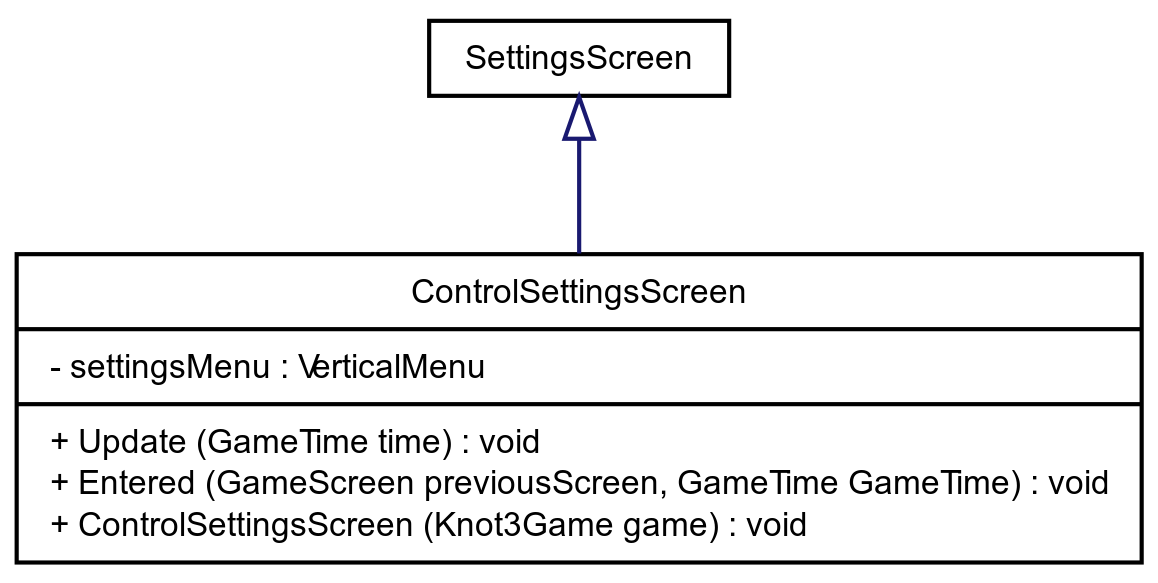 SettingsScreen
ControlSettingsScreen
- settingsMenu : VerticalMenu
+ Update (GameTime time) : void
+ Entered (GameScreen previousScreen, GameTime GameTime) : void
+ ControlSettingsScreen (Knot3Game game) : void